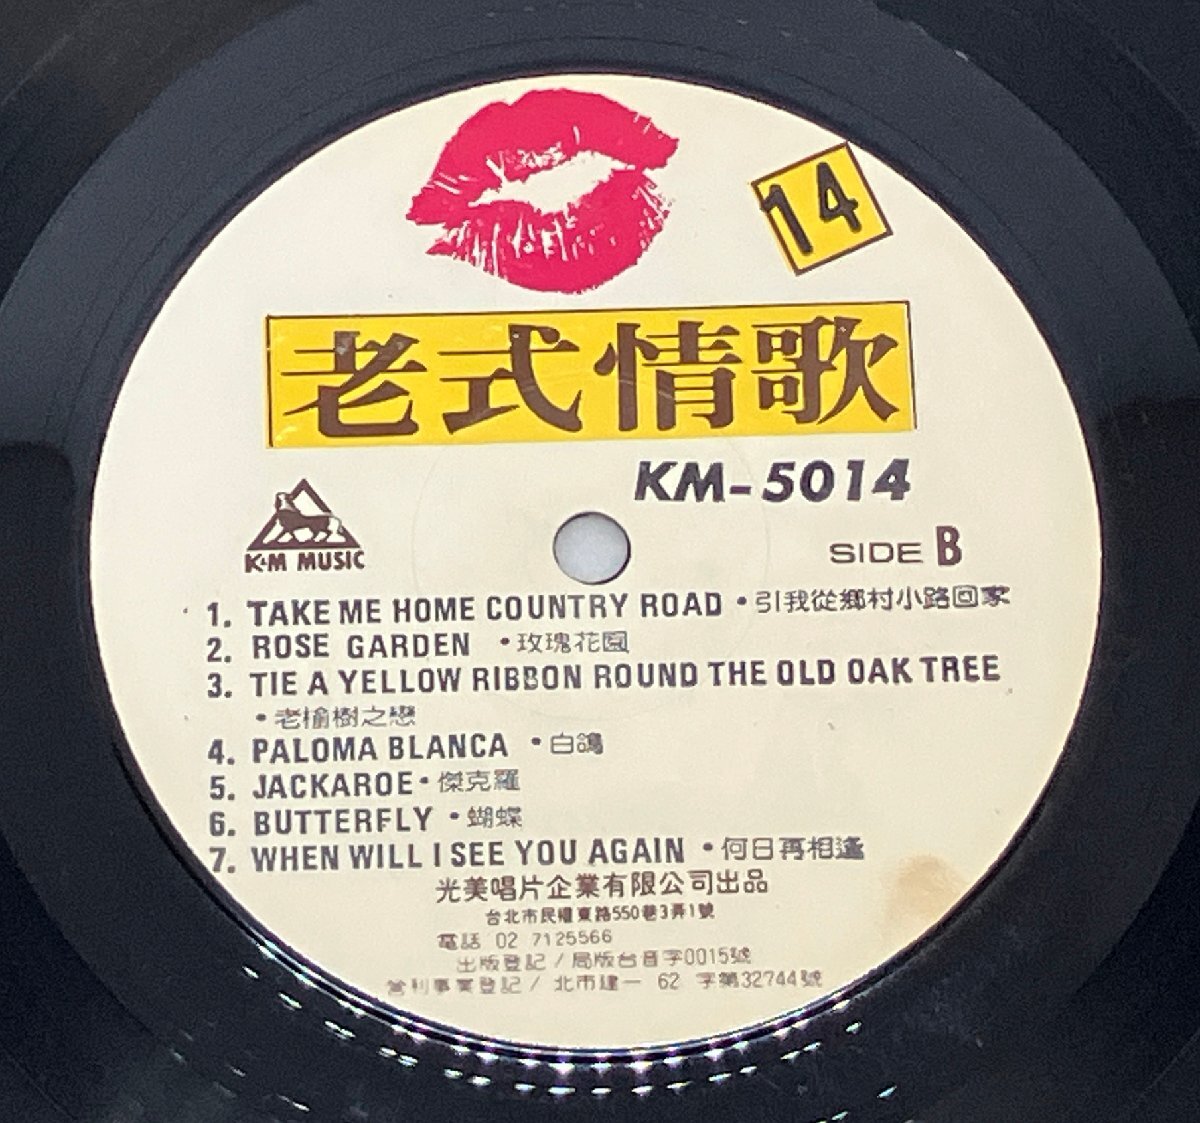 14
老式情歌
KM-5014
K·M MUSIC
SIDE B
1. TAKE ME HOME COUNTRY ROAD •引我從鄉村小路回家
2. ROSE GARDEN •玫瑰花園
3. TIE A YELLOW RIBBON ROUND THE OLD OAK TREE
•老榆樹之戀
4. PALOMA BLANCA •白鴿
5. JACKAROE•傑克羅
6. BUTTERFLY •蝴蝶
7. WHEN WILL I SEE YOU AGAIN •何日再相逢
光美唱片企業有限公司出品
台北市民權東路550巷3弄1號
電話 02 7125566
出版登記/局版台音字0015號
營利事業登記/北市建一 62 字第32744號